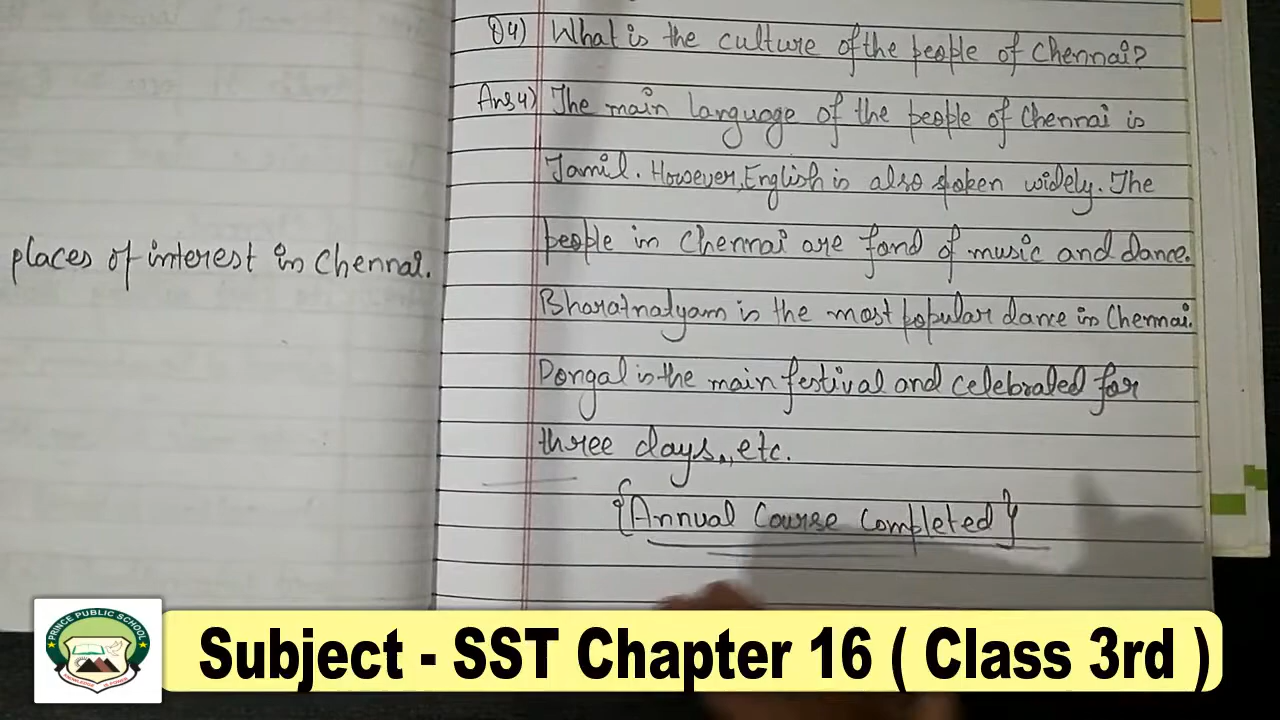 places of interest in Chennai.
Q4) What is the culture of the people of Chennai?
Ans4) The main language of the people of Chennai is
Tamil. However, English is also spoken widely. The
people in Chennai are fond of music and dance.
Bharatnatyam is the most popular dance in Chennai.
Pongal is the main festival and celebrated for
three days., etc.
{Annual Course Completed}
PRINCE PUBLIC SCHOOL
Subject - SST Chapter 16 ( Class 3rd )